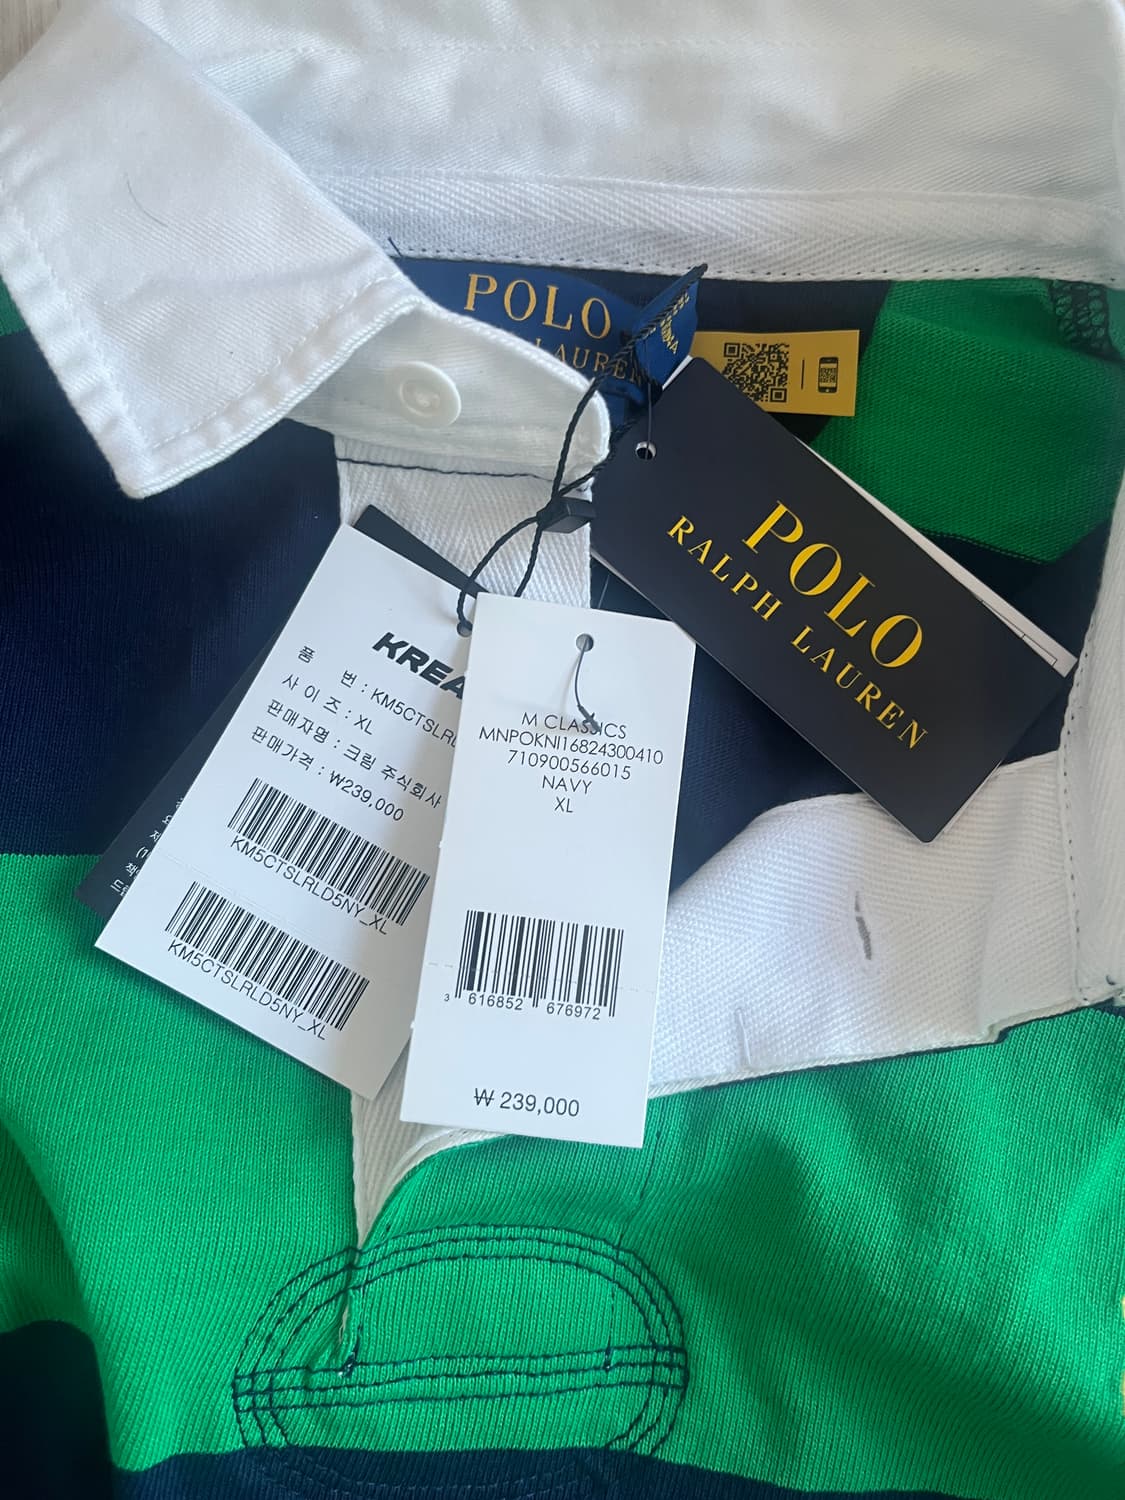 POLO
LAUREN
POLO
RALPH LAUREN
KREA
품 번 : KM5CTSLRL
사 이 즈 : XL
판매자명 : 크림 주식회사
판매가격 : ₩239,000
KM5CTSLRLD5NY_XL
KM5CTSLRLD5NY_XL
M CLASSICS
MNPOKNI16824300410
710900566015
NAVY
XL
3 616852 676972
₩ 239,000